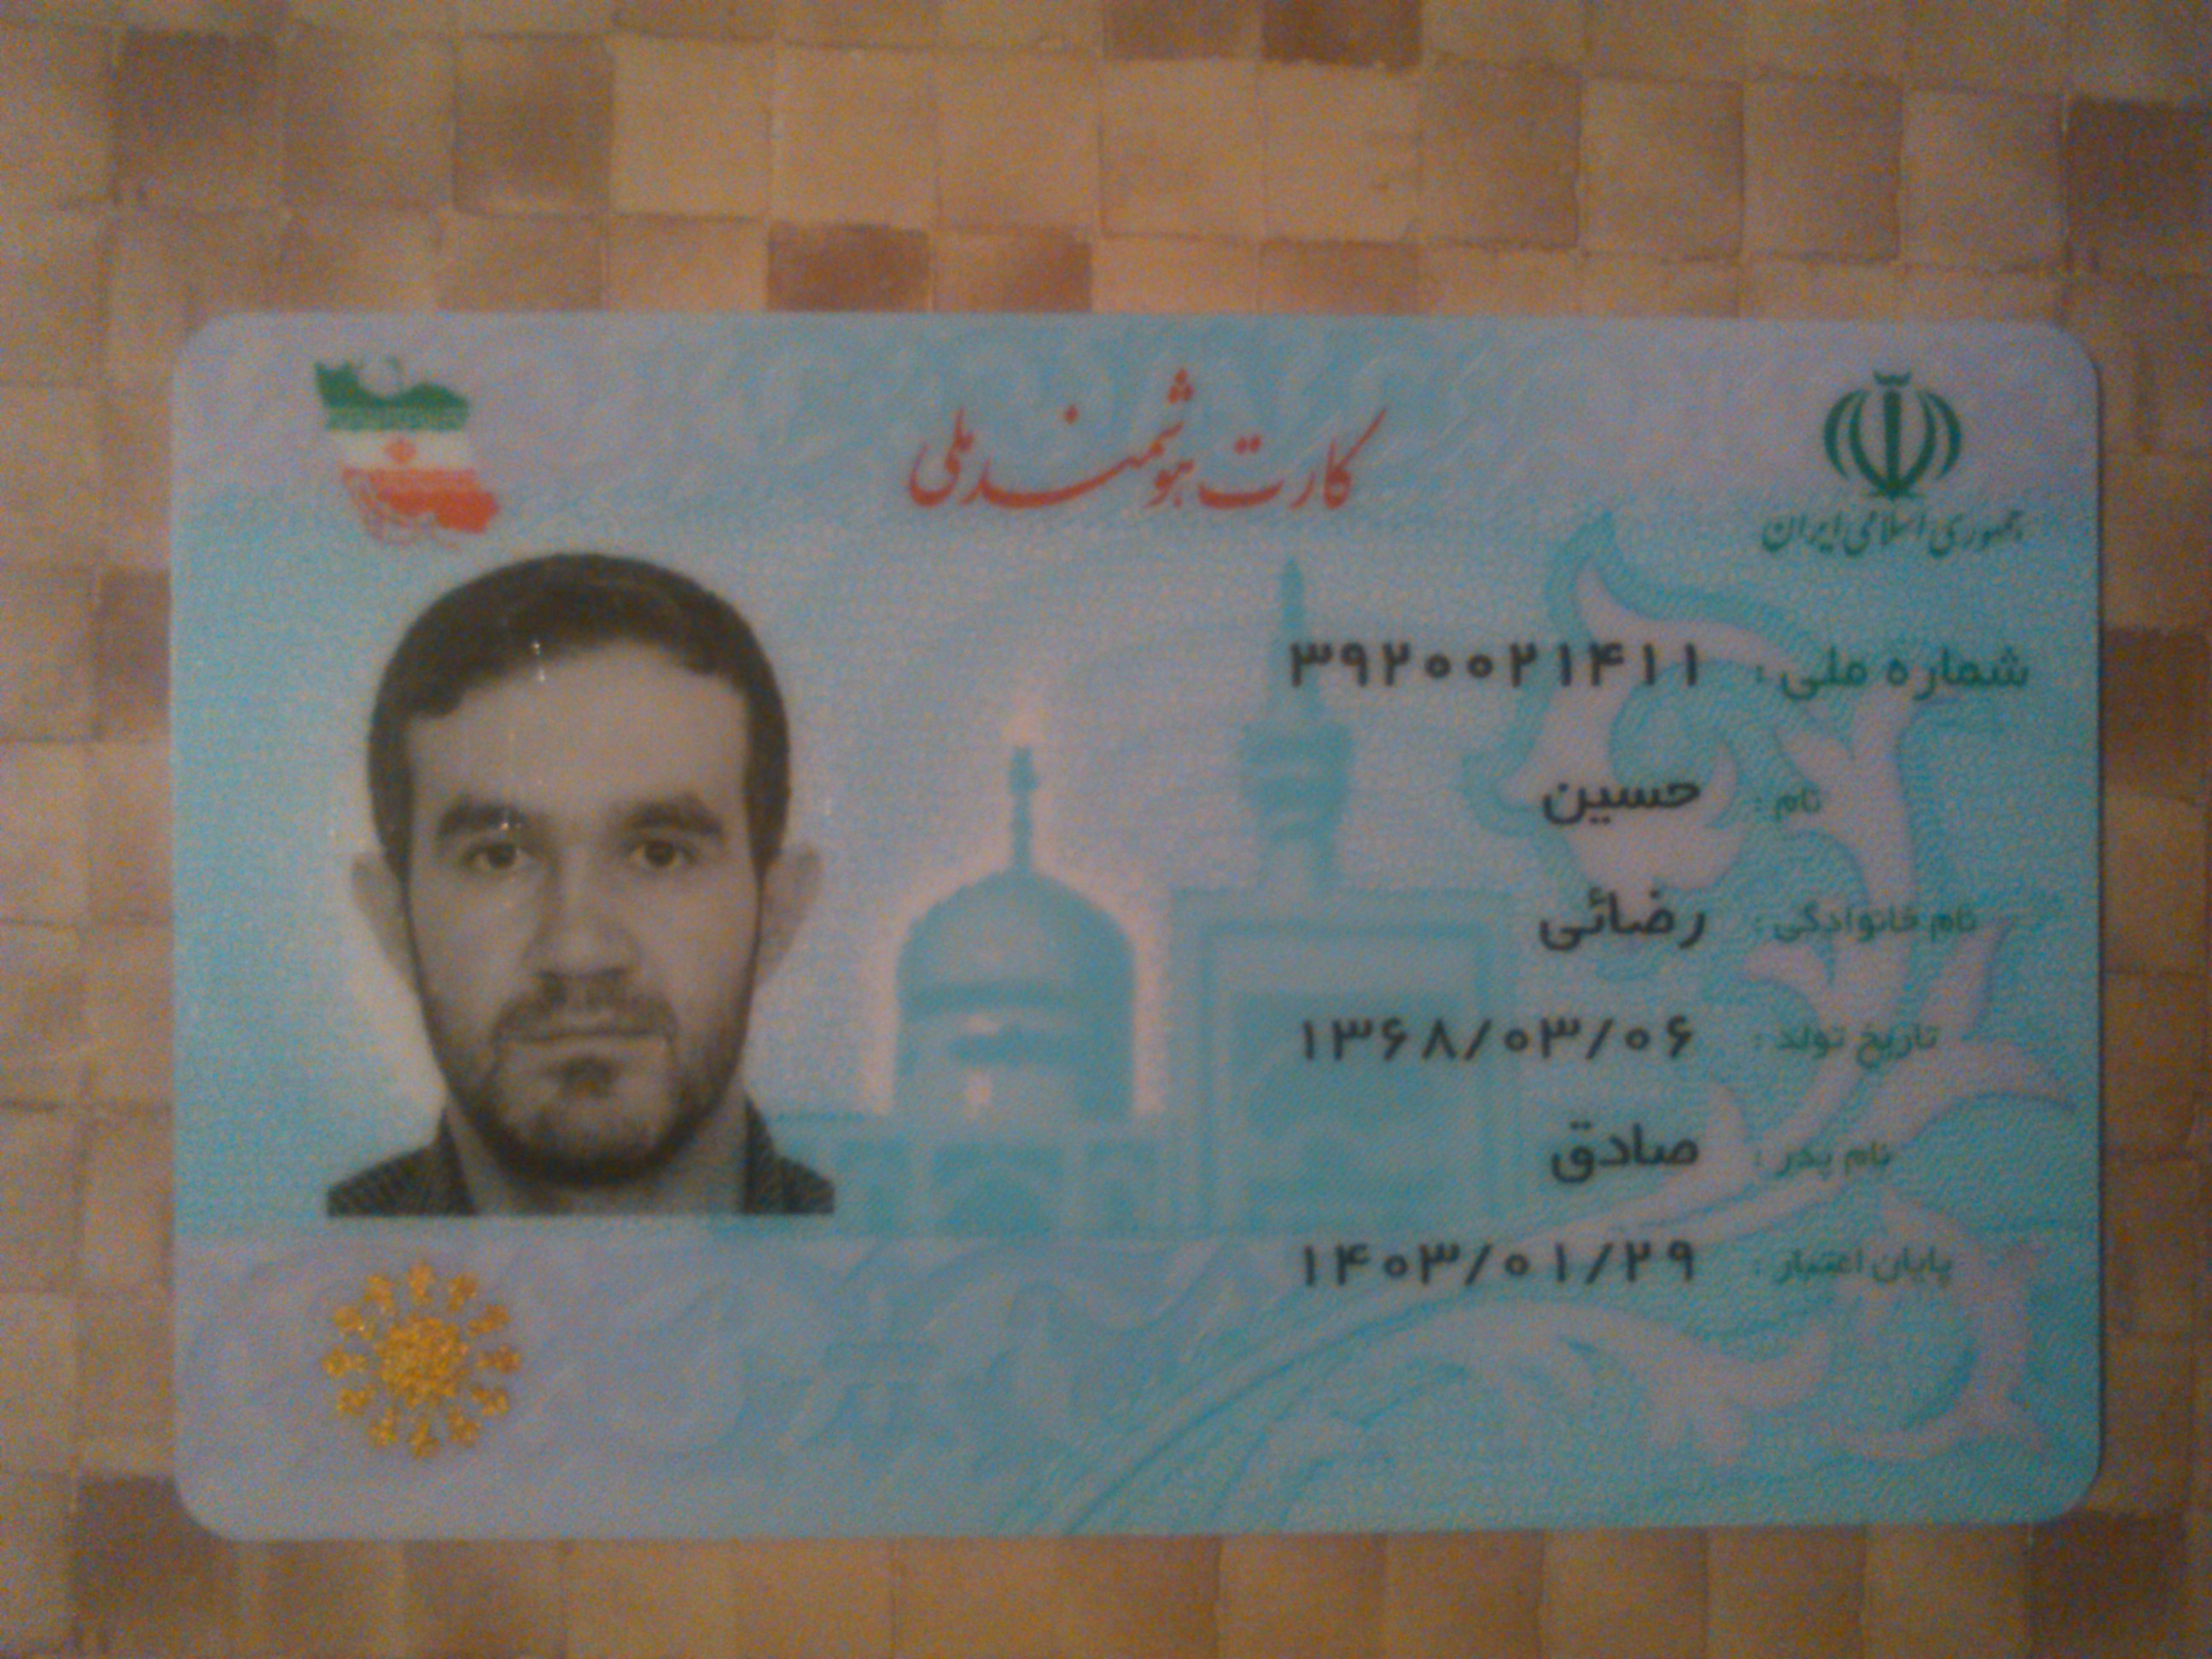 جمهوری اسلامی ایران
کارت هوشمند ملی
شماره ملی : ۳۹۲۰۰۲۱۴۱۱
نام : حسین
نام خانوادگی : رضائی
تاریخ تولد : ۱۳۶۸/۰۳/۰۶
نام پدر : صادق
پایان اعتبار : ۱۴۰۳/۰۱/۲۹